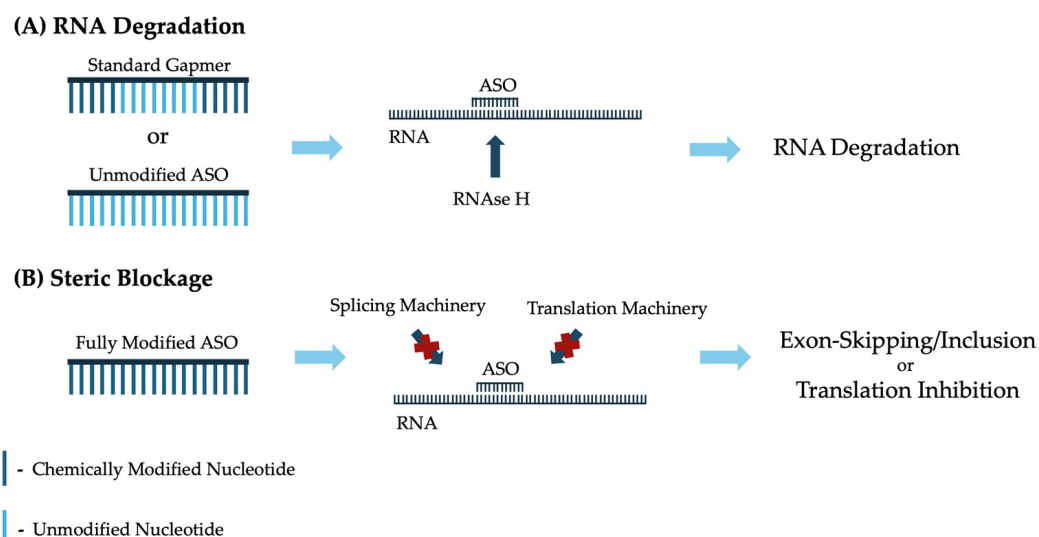 (A) RNA Degradation
Standard Gapmer
or
Unmodified ASO
ASO
RNA
RNAse H
RNA Degradation
(B) Steric Blockage
Fully Modified ASO
Splicing Machinery
Translation Machinery
ASO
RNA
Exon-Skipping/Inclusion
or
Translation Inhibition
- Chemically Modified Nucleotide
- Unmodified Nucleotide